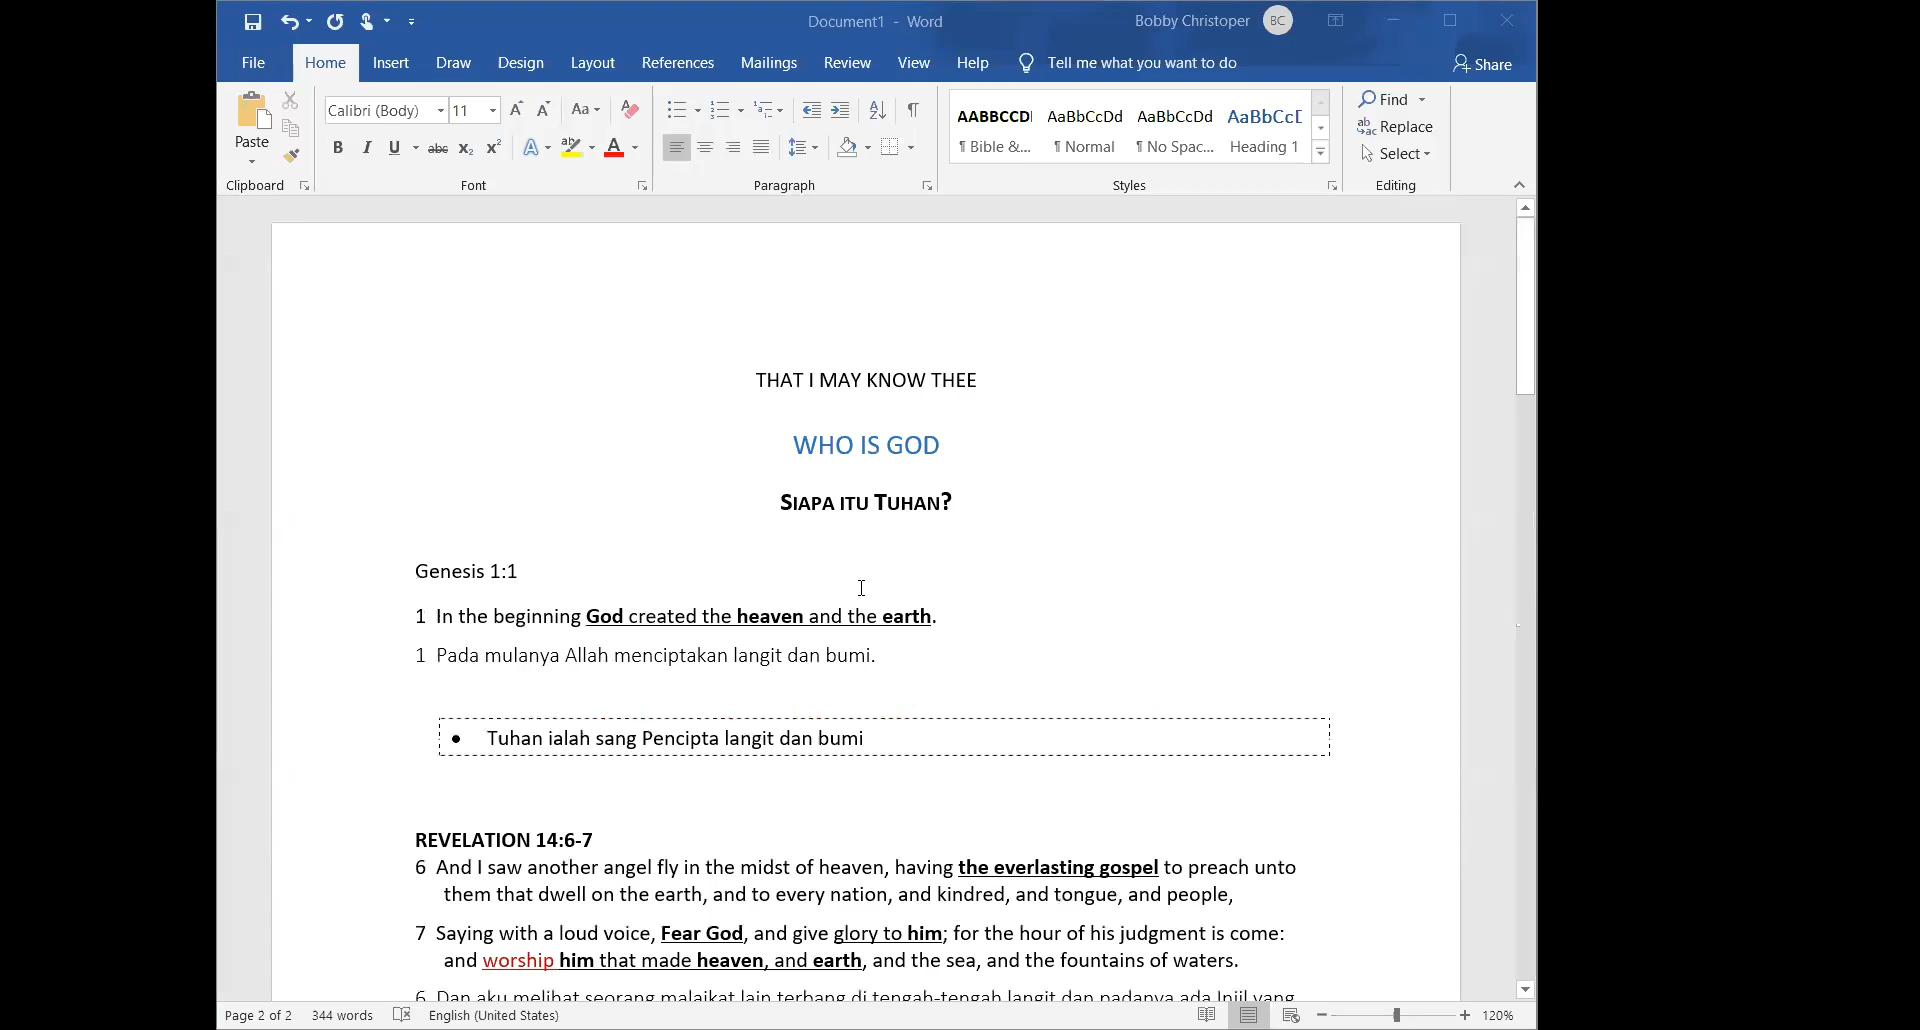 Document1 - Word
Bobby Christoper
BC
File Home Insert Draw Design Layout References Mailings Review View Help Tell me what you want to do Share
Paste
Clipboard
Calibri (Body) 11 Aa
B I U abc x₂ x² A ab A
Font
Paragraph
AABBCCDI AaBbCcDd AaBbCcDd AaBbCcI
¶ Bible &... ¶ Normal ¶ No Spac... Heading 1
Styles
Find
Replace
Select
Editing
THAT I MAY KNOW THEE
WHO IS GOD
SIAPA ITU TUHAN?
Genesis 1:1
1 In the beginning God created the heaven and the earth.
1 Pada mulanya Allah menciptakan langit dan bumi.
• Tuhan ialah sang Pencipta langit dan bumi
REVELATION 14:6-7
6 And I saw another angel fly in the midst of heaven, having the everlasting gospel to preach unto
them that dwell on the earth, and to every nation, and kindred, and tongue, and people,
7 Saying with a loud voice, Fear God, and give glory to him; for the hour of his judgment is come:
and worship him that made heaven, and earth, and the sea, and the fountains of waters.
6 Dan aku melihat seorang malaikat lain terbang di tengah-tengah langit dan padanya ada Injil yang
Page 2 of 2 344 words English (United States) 120%